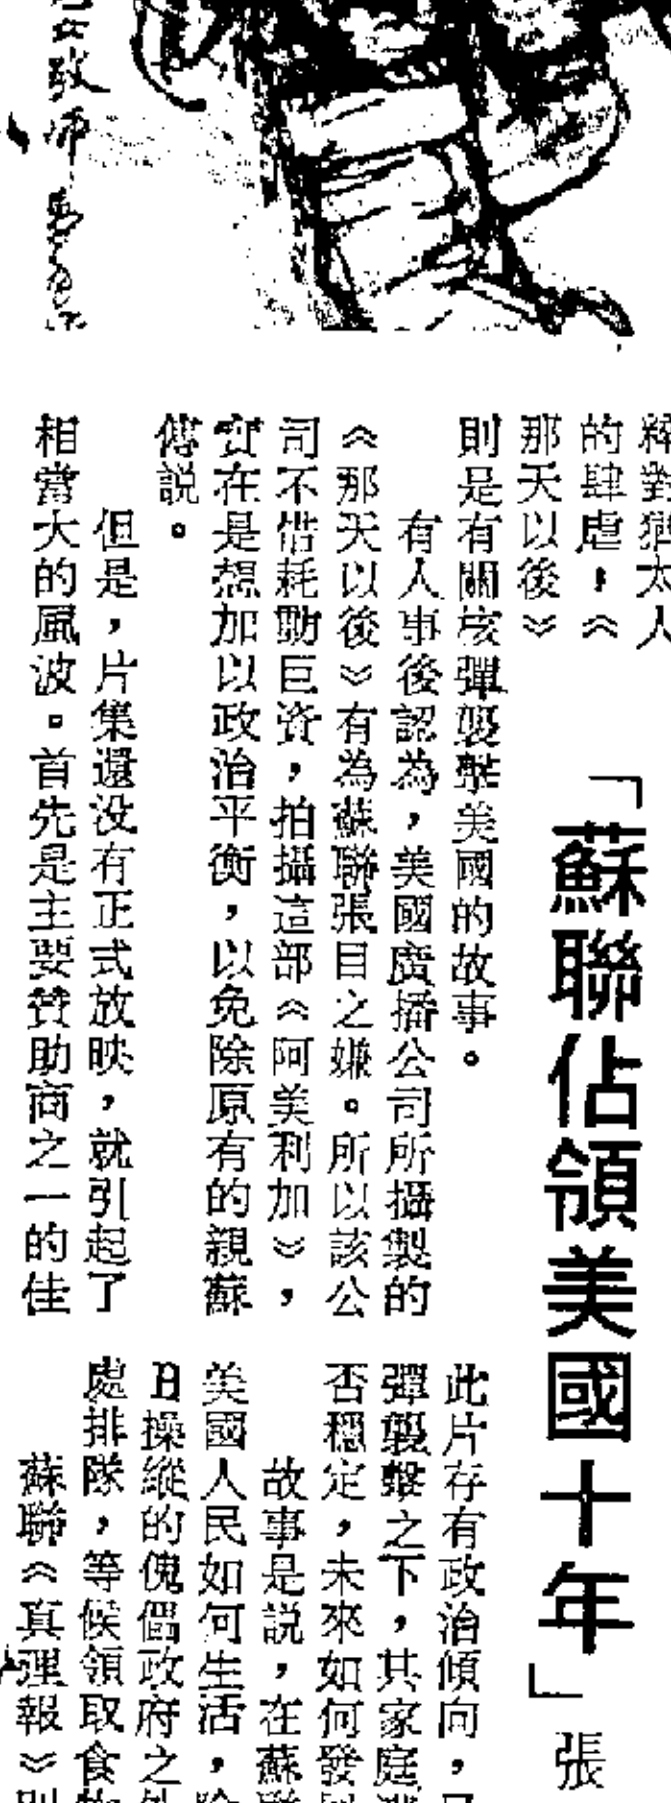 「蘇聯佔領美國十年」張
釋對猶太人
的肆虐，《
那天以後》
則是有關核彈襲擊美國的故事。
有人事後認為，美國廣播公司所攝製的
《那天以後》有為蘇聯張目之嫌。所以該公
司不惜耗動巨資，拍攝這部《阿美利加》，
實在是想加以政治平衡，以免除原有的親蘇
傳説。
但是，片集還没有正式放映，就引起了
相當大的風波。首先是主要贊助商之一的佳
此片存有政治傾向，
彈襲擊之下，其家庭
否穩定，未來如何發
故事是説，在蘇聯
美國人民如何生活，
操縱的傀儡政府之
處排隊，等候領取食
蘇聯《真理報》